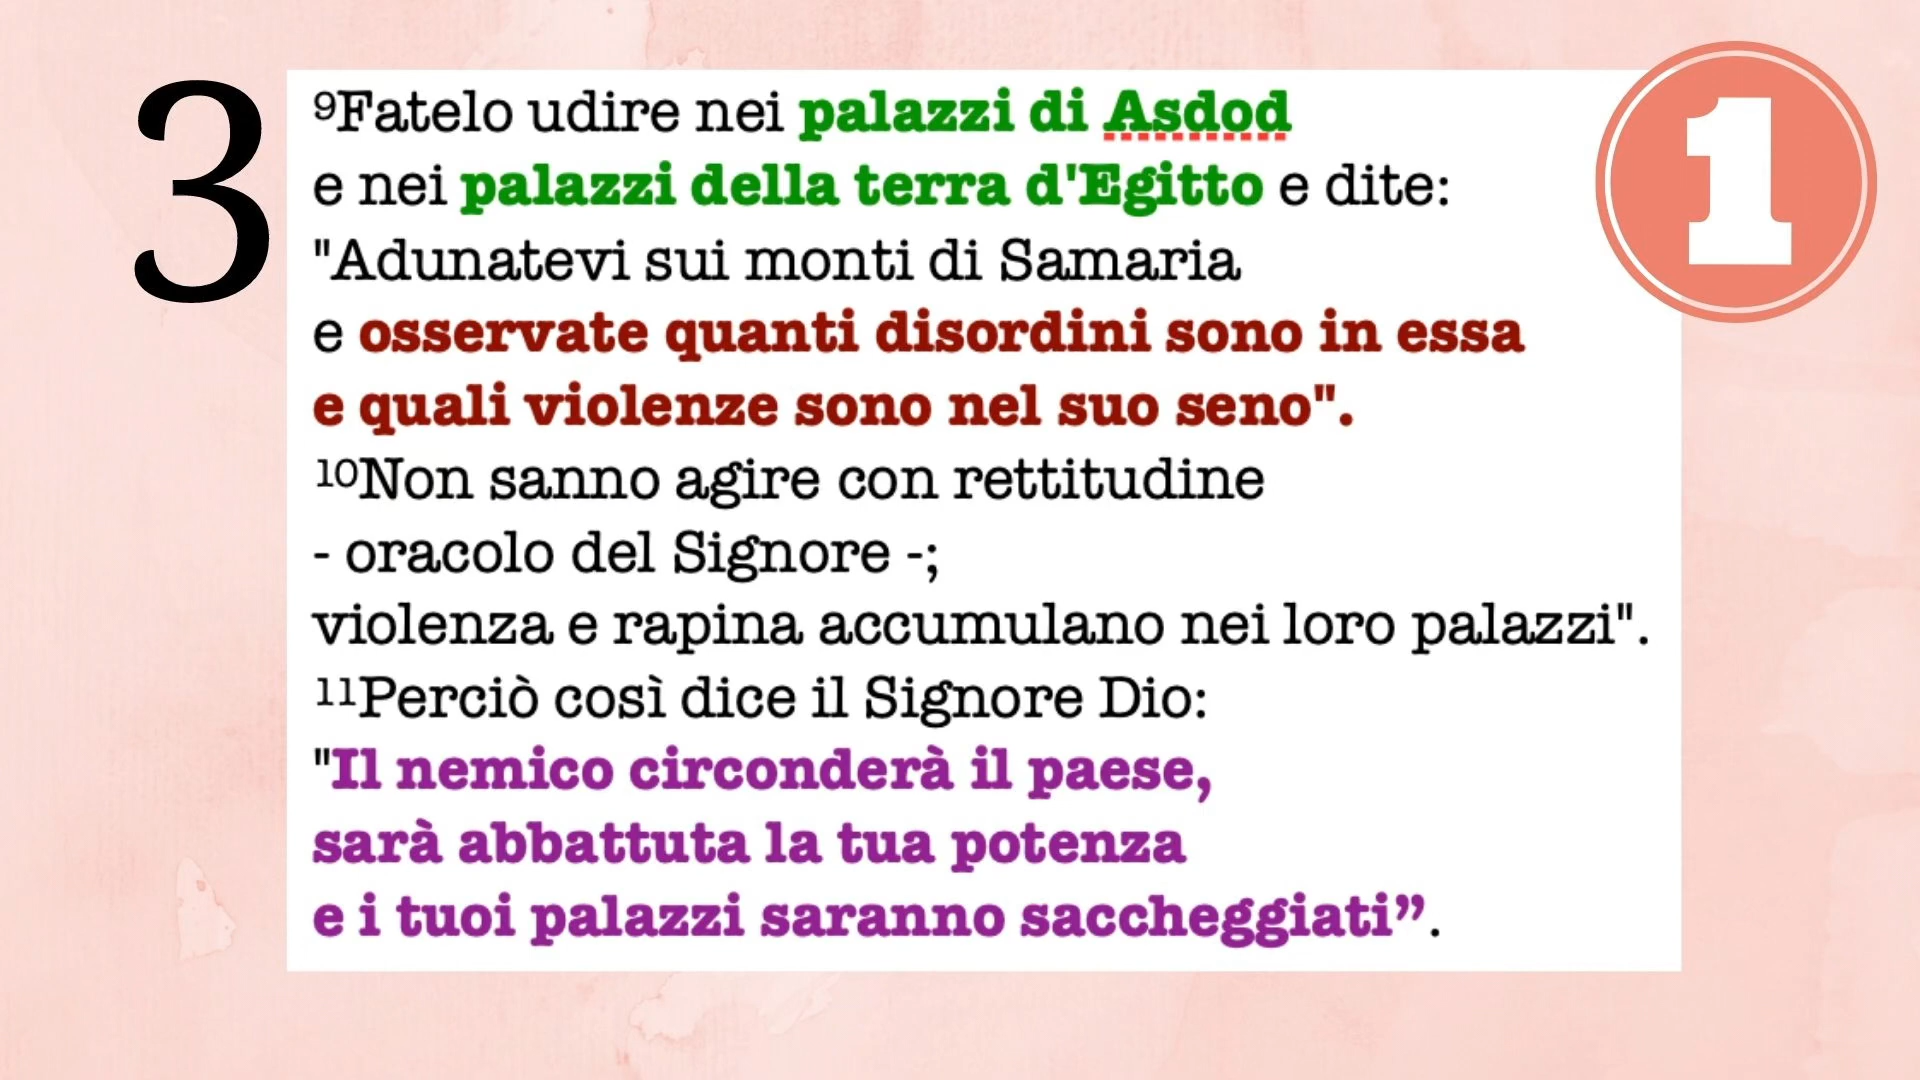 3
⁹Fatelo udire nei palazzi di Asdod
e nei palazzi della terra d'Egitto e dite:
"Adunatevi sui monti di Samaria
e osservate quanti disordini sono in essa
e quali violenze sono nel suo seno".
¹⁰Non sanno agire con rettitudine
- oracolo del Signore -;
violenza e rapina accumulano nei loro palazzi".
¹¹Perciò così dice il Signore Dio:
"Il nemico circonderà il paese,
sarà abbattuta la tua potenza
e i tuoi palazzi saranno saccheggiati”.
1